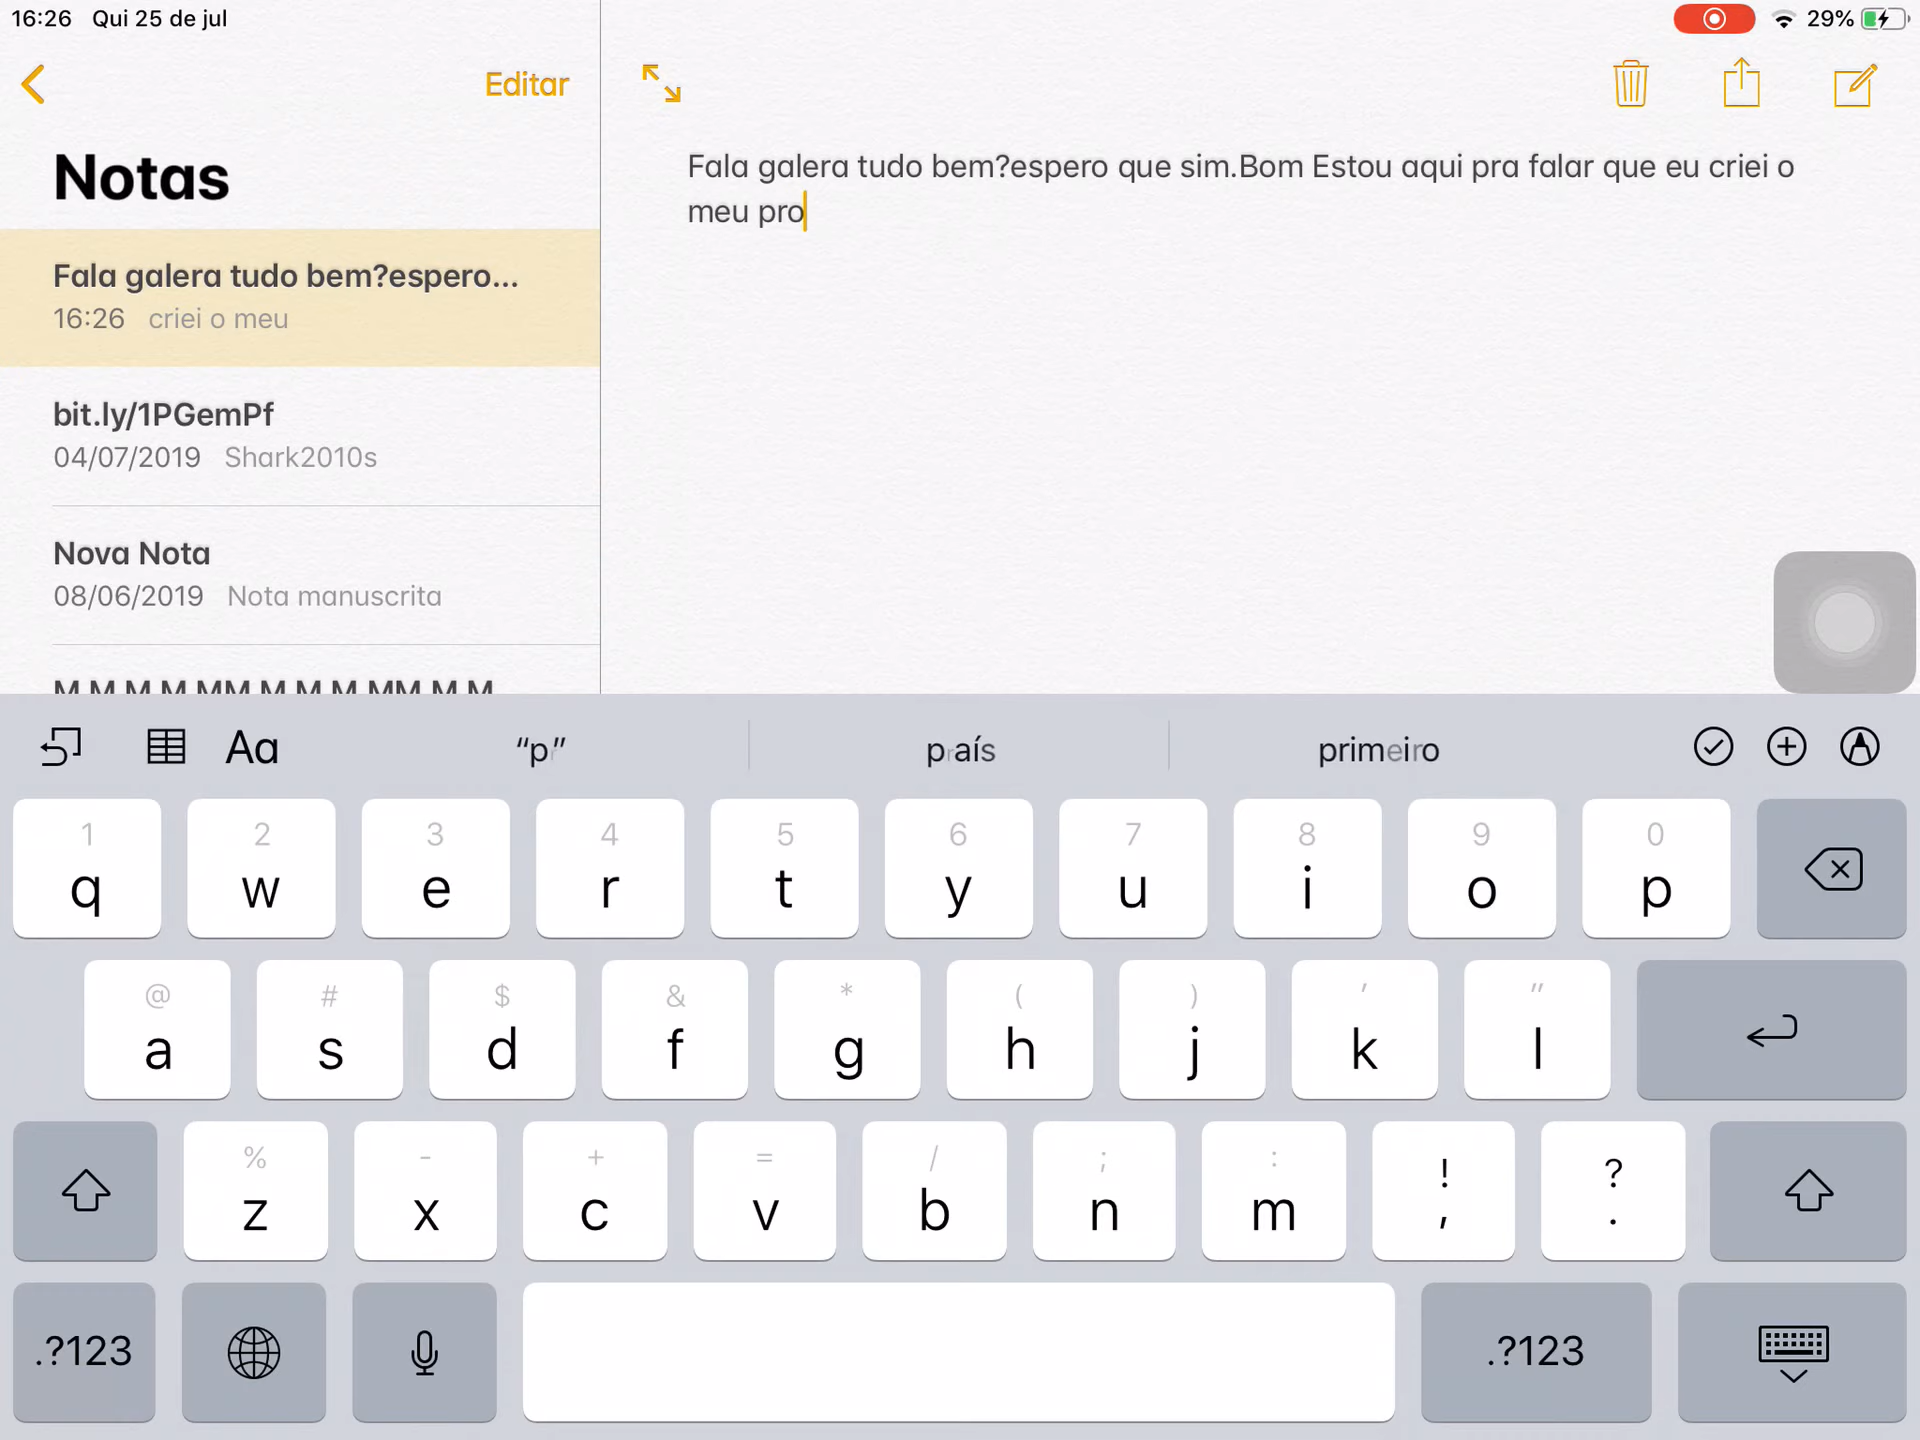 16:26 Qui 25 de jul
29%
Editar
Notas
Fala galera tudo bem?espero...
16:26 criei o meu
bit.ly/1PGemPf
04/07/2019 Shark2010s
Nova Nota
08/06/2019 Nota manuscrita
M M M M MM M M M MM M M
Fala galera tudo bem?espero que sim.Bom Estou aqui pra falar que eu criei o
meu pro
Aa
1 2 3 4 5 6 7 8 9 0
q w e r t y u i o p
@ # $ & * ( ) ' "
a s d f g h j k l
% - + = / ; : ! ?
z x c v b n m , .
.?123 .?123